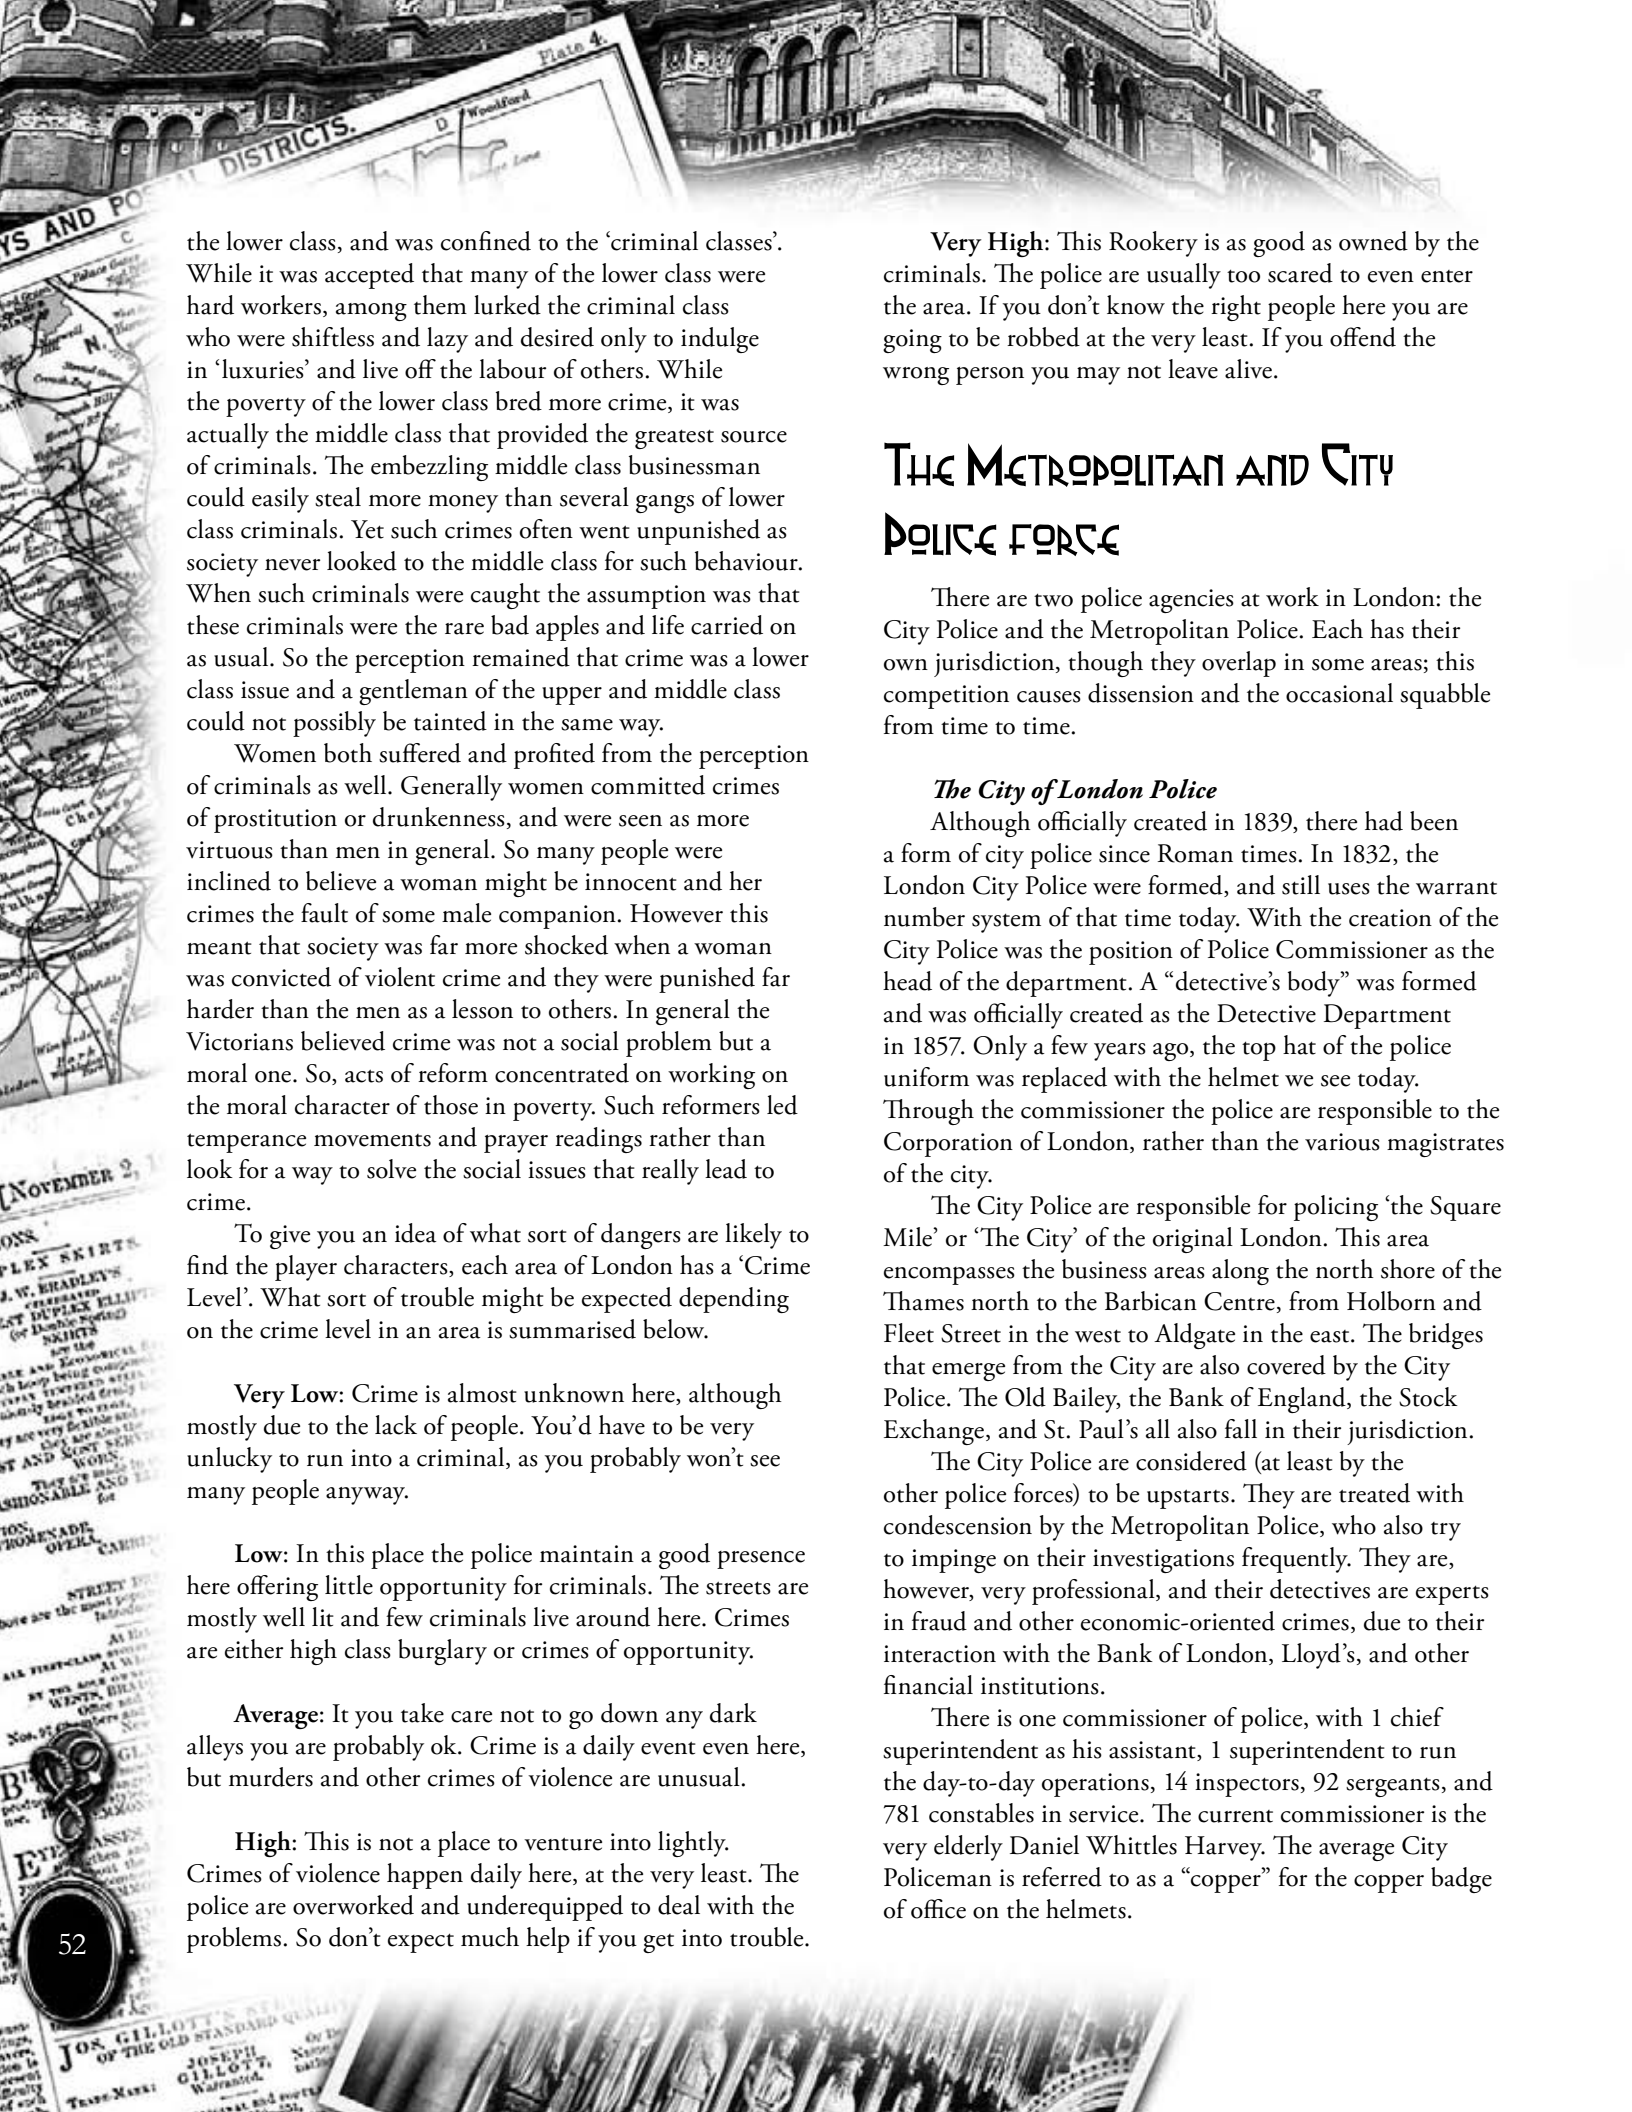 Plate 4.
D Woodford
DISTRICTS.
YS AND PO
C
N.
the lower class, and was confined to the ‘criminal classes’.
While it was accepted that many of the lower class were
hard workers, among them lurked the criminal class
who were shiftless and lazy and desired only to indulge
in ‘luxuries’ and live off the labour of others. While
the poverty of the lower class bred more crime, it was
actually the middle class that provided the greatest source
of criminals. The embezzling middle class businessman
could easily steal more money than several gangs of lower
class criminals. Yet such crimes often went unpunished as
society never looked to the middle class for such behaviour.
When such criminals were caught the assumption was that
these criminals were the rare bad apples and life carried on
as usual. So the perception remained that crime was a lower
class issue and a gentleman of the upper and middle class
could not possibly be tainted in the same way.
Women both suffered and profited from the perception
of criminals as well. Generally women committed crimes
of prostitution or drunkenness, and were seen as more
virtuous than men in general. So many people were
inclined to believe a woman might be innocent and her
crimes the fault of some male companion. However this
meant that society was far more shocked when a woman
was convicted of violent crime and they were punished far
harder than the men as a lesson to others. In general the
Victorians believed crime was not a social problem but a
moral one. So, acts of reform concentrated on working on
the moral character of those in poverty. Such reformers led
temperance movements and prayer readings rather than
look for a way to solve the social issues that really lead to
crime.
To give you an idea of what sort of dangers are likely to
find the player characters, each area of London has a ‘Crime
Level’. What sort of trouble might be expected depending
on the crime level in an area is summarised below.
Very Low: Crime is almost unknown here, although
mostly due to the lack of people. You’d have to be very
unlucky to run into a criminal, as you probably won’t see
many people anyway.
Low: In this place the police maintain a good presence
here offering little opportunity for criminals. The streets are
mostly well lit and few criminals live around here. Crimes
are either high class burglary or crimes of opportunity.
Average: It you take care not to go down any dark
alleys you are probably ok. Crime is a daily event even here,
but murders and other crimes of violence are unusual.
High: This is not a place to venture into lightly.
Crimes of violence happen daily here, at the very least. The
police are overworked and underequipped to deal with the
problems. So don’t expect much help if you get into trouble.
Very High: This Rookery is as good as owned by the
criminals. The police are usually too scared to even enter
the area. If you don’t know the right people here you are
going to be robbed at the very least. If you offend the
wrong person you may not leave alive.
The Metropolitan and City
Police force
There are two police agencies at work in London: the
City Police and the Metropolitan Police. Each has their
own jurisdiction, though they overlap in some areas; this
competition causes dissension and the occasional squabble
from time to time.
The City of London Police
Although officially created in 1839, there had been
a form of city police since Roman times. In 1832, the
London City Police were formed, and still uses the warrant
number system of that time today. With the creation of the
City Police was the position of Police Commissioner as the
head of the department. A “detective’s body” was formed
and was officially created as the Detective Department
in 1857. Only a few years ago, the top hat of the police
uniform was replaced with the helmet we see today.
Through the commissioner the police are responsible to the
Corporation of London, rather than the various magistrates
of the city.
The City Police are responsible for policing ‘the Square
Mile’ or ‘The City’ of the original London. This area
encompasses the business areas along the north shore of the
Thames north to the Barbican Centre, from Holborn and
Fleet Street in the west to Aldgate in the east. The bridges
that emerge from the City are also covered by the City
Police. The Old Bailey, the Bank of England, the Stock
Exchange, and St. Paul’s all also fall in their jurisdiction.
The City Police are considered (at least by the
other police forces) to be upstarts. They are treated with
condescension by the Metropolitan Police, who also try
to impinge on their investigations frequently. They are,
however, very professional, and their detectives are experts
in fraud and other economic-oriented crimes, due to their
interaction with the Bank of London, Lloyd’s, and other
financial institutions.
There is one commissioner of police, with 1 chief
superintendent as his assistant, 1 superintendent to run
the day-to-day operations, 14 inspectors, 92 sergeants, and
781 constables in service. The current commissioner is the
very elderly Daniel Whittles Harvey. The average City
Policeman is referred to as a “copper” for the copper badge
of office on the helmets.
[NOVEMBER 2,
J. W. BRADLEY'S
SKIRTS
52
JOS. GILLOTT'S
OF THE OLD STANDARD
JOSEPH
GILLOTT,
Warranted.
TRADE MARK: